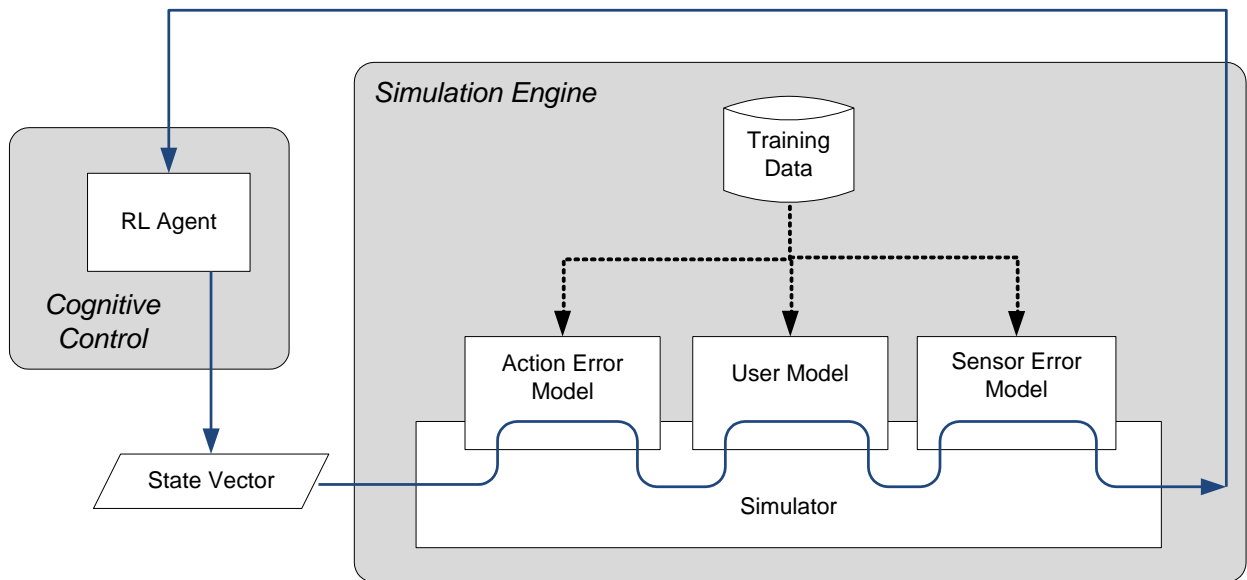 Simulation Engine
Training
Data
RL Agent
Cognitive
Control
Action Error
Model
User Model
Sensor Error
Model
State Vector
Simulator